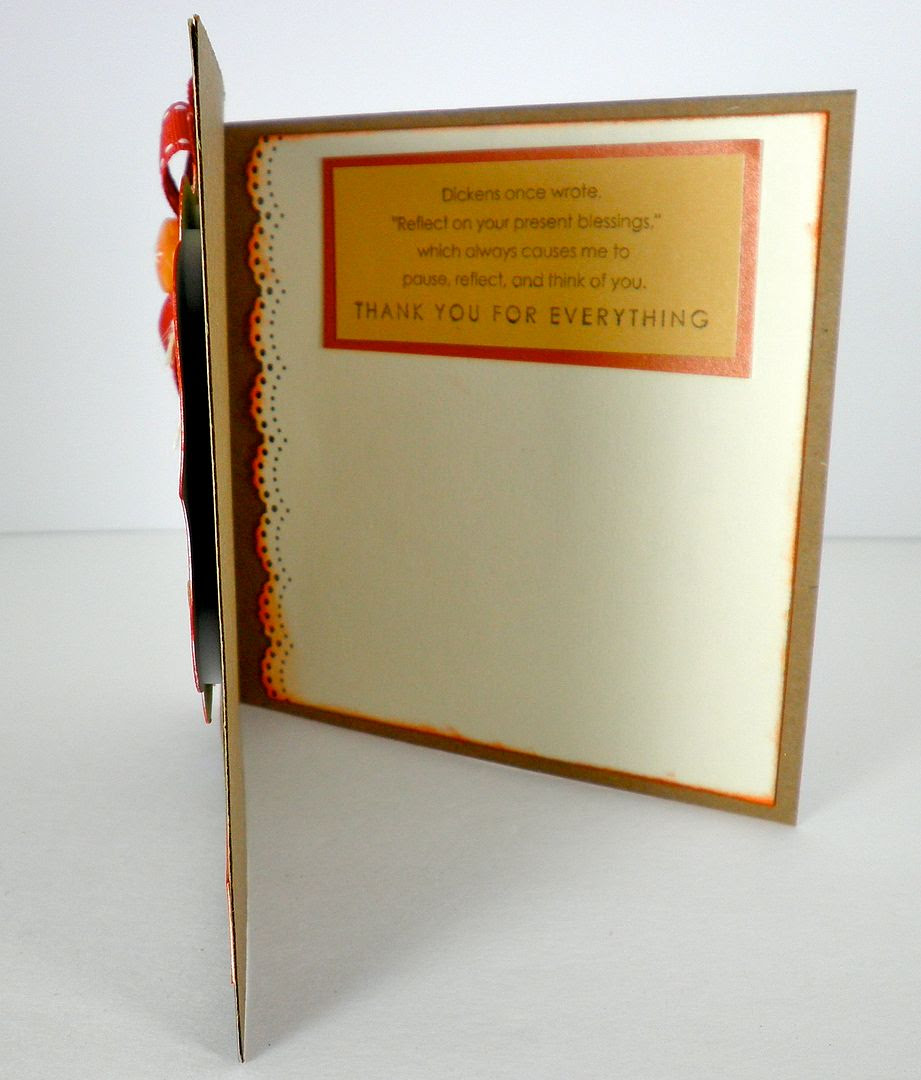 Dickens once wrote,
"Reflect on your present blessings,"
which always causes me to
pause, reflect, and think of you.
THANK YOU FOR EVERYTHING